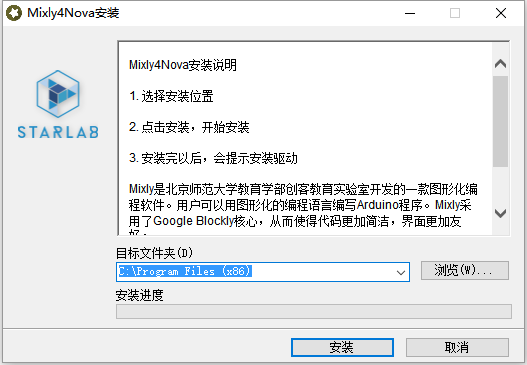 Mixly4Nova安装
Mixly4Nova安装说明
1. 选择安装位置
2. 点击安装，开始安装
3. 安装完以后，会提示安装驱动
Mixly是北京师范大学教育学部创客教育实验室开发的一款图形化编
程软件。用户可以用图形化的编程语言编写Arduino程序。Mixly采
用了Google Blockly核心，从而使得代码更加简洁，界面更加友
好。
STARLAB
目标文件夹(D)
C:\Program Files (x86)
浏览(W)...
安装进度
安装
取消